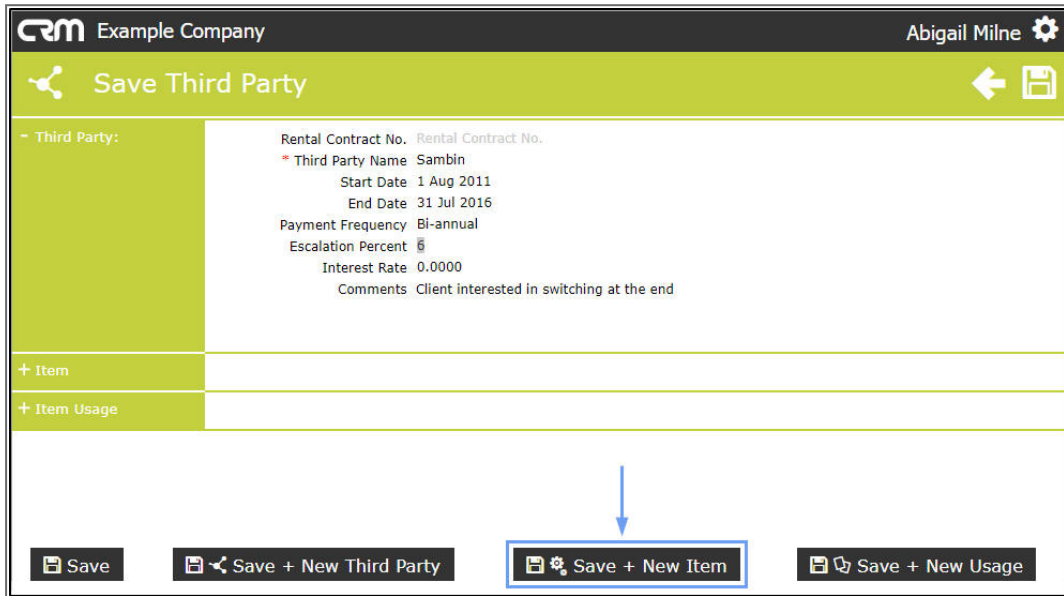 CRM Example Company
Abigail Milne
Save Third Party
- Third Party:
Rental Contract No. Rental Contract No.
* Third Party Name Sambin
Start Date 1 Aug 2011
End Date 31 Jul 2016
Payment Frequency Bi-annual
Escalation Percent 6
Interest Rate 0.0000
Comments Client interested in switching at the end
+ Item
+ Item Usage
Save
Save + New Third Party
Save + New Item
Save + New Usage